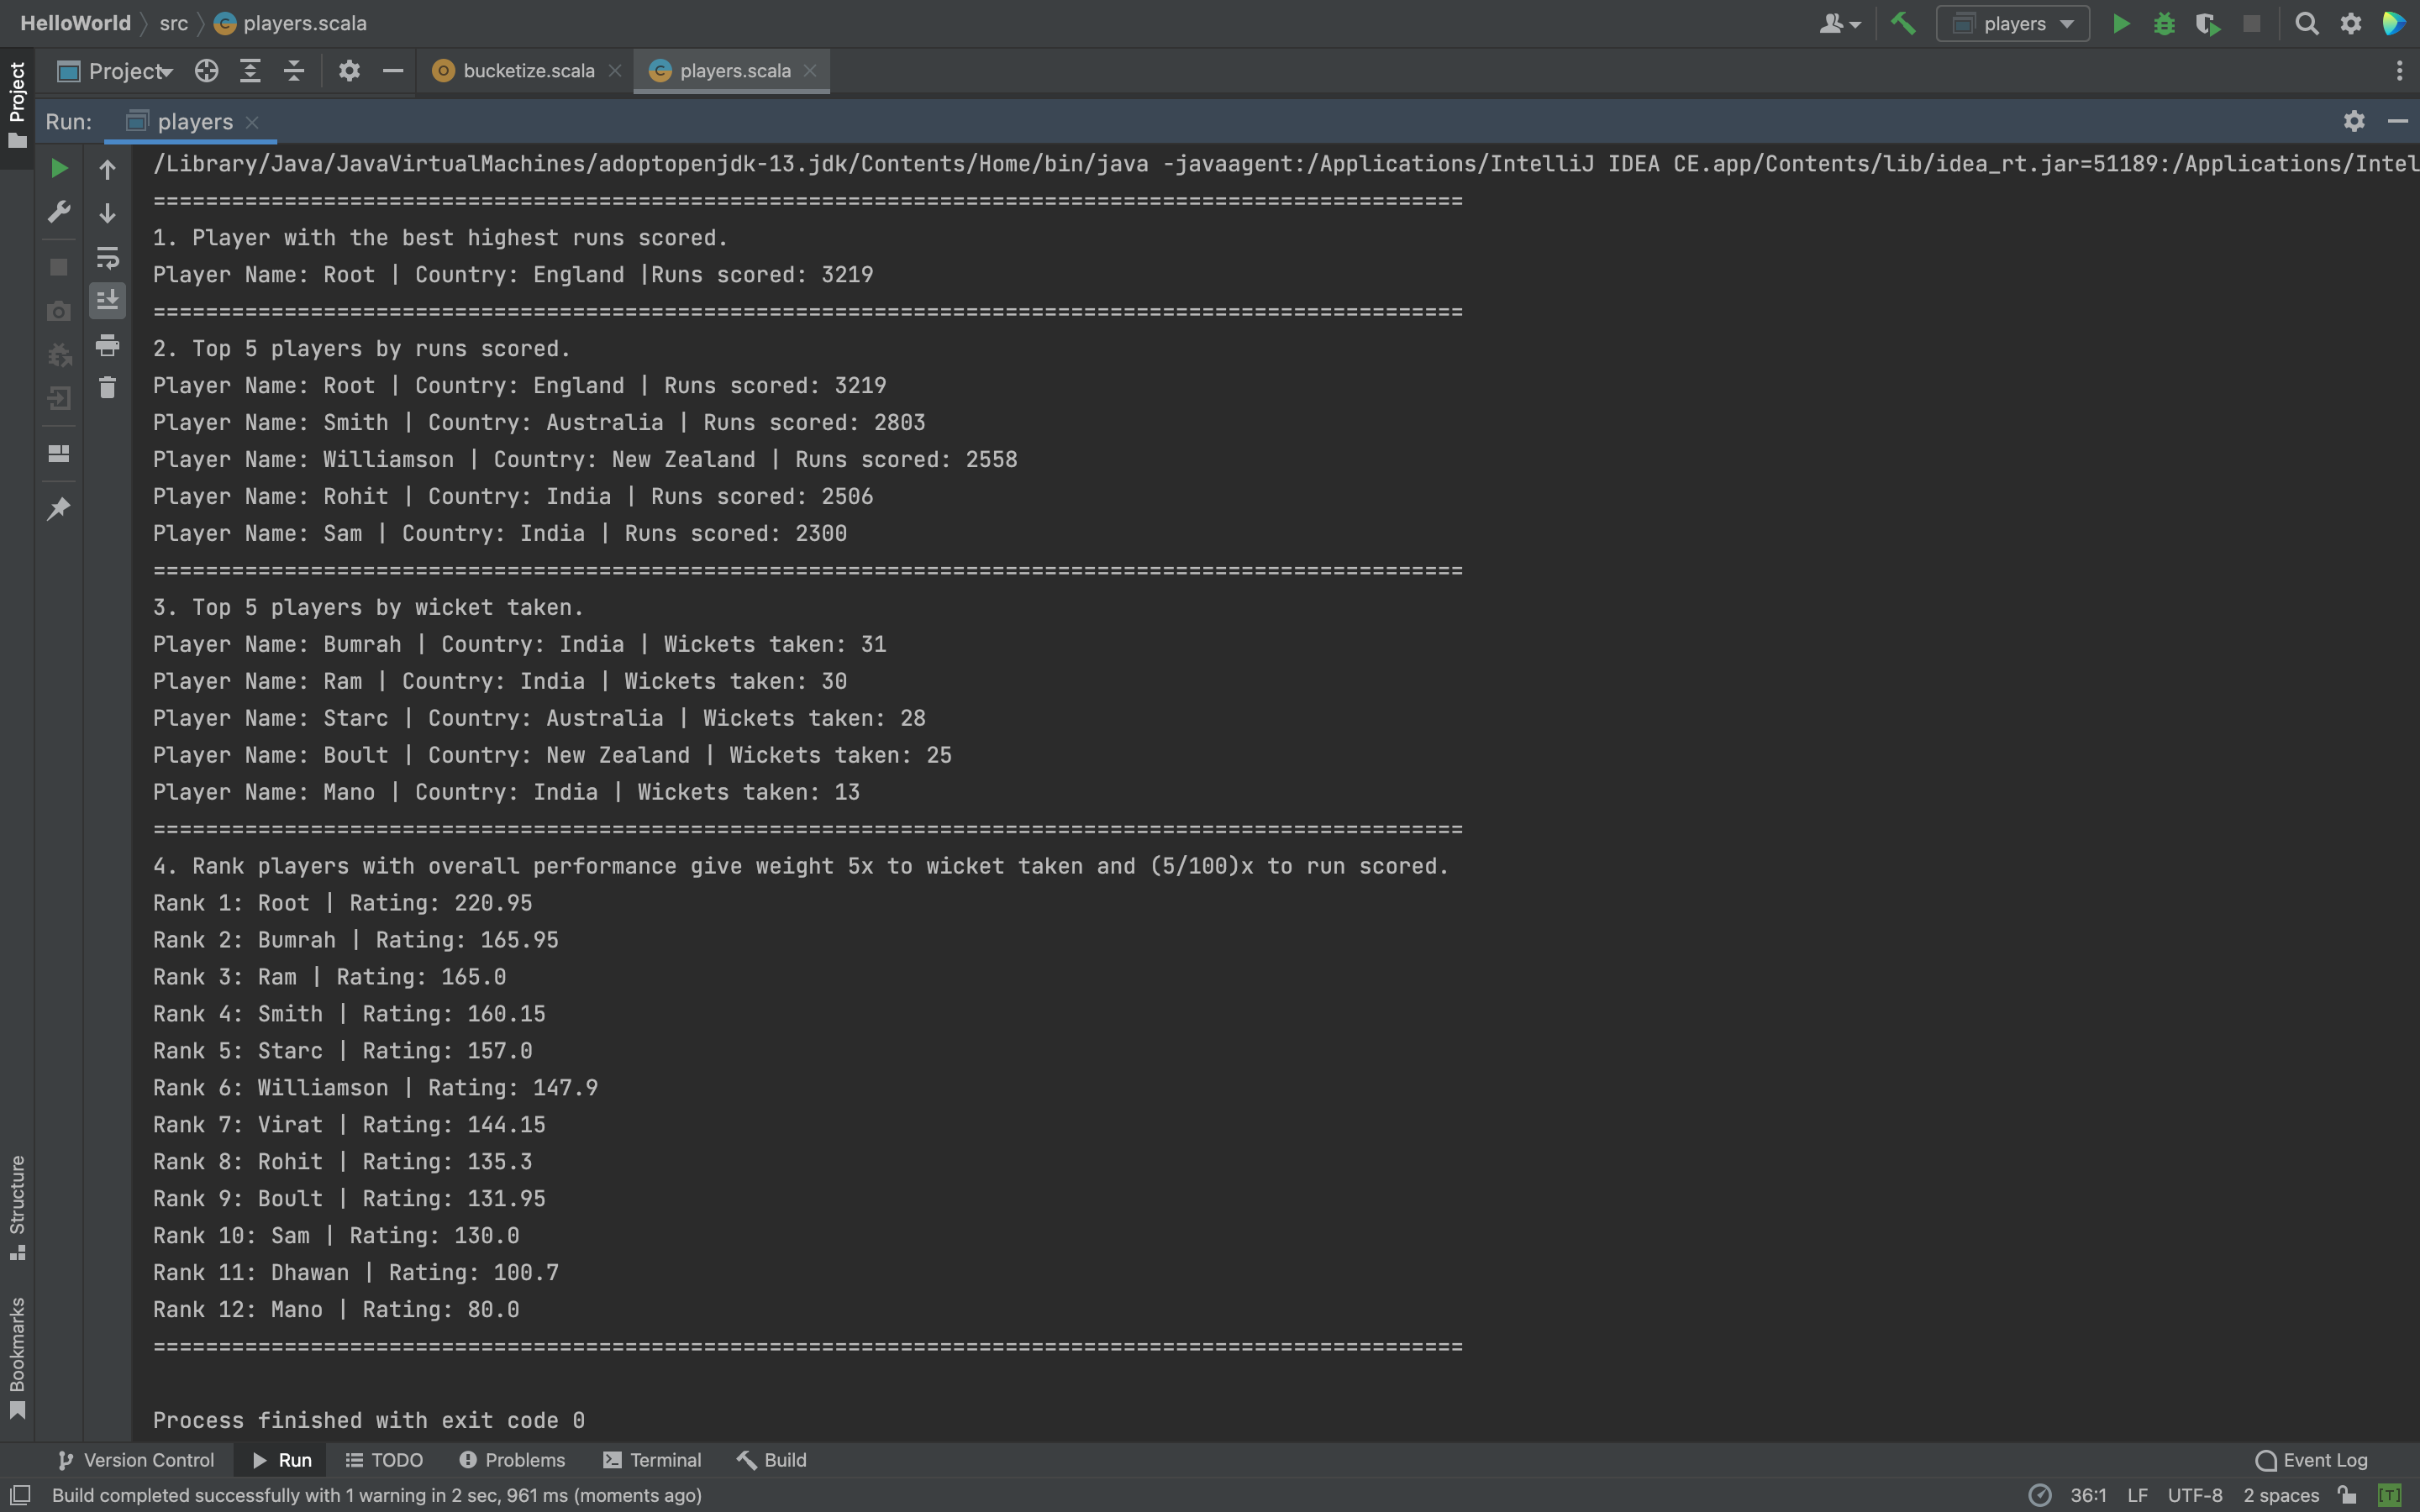 HelloWorld src players.scala players
Project bucketize.scala players.scala
Project
Run: players
/Library/Java/JavaVirtualMachines/adoptopenjdk-13.jdk/Contents/Home/bin/java -javaagent:/Applications/IntelliJ IDEA CE.app/Contents/lib/idea_rt.jar=51189:/Applications/Intel
====================================================================================================
1. Player with the best highest runs scored.
Player Name: Root | Country: England |Runs scored: 3219
====================================================================================================
2. Top 5 players by runs scored.
Player Name: Root | Country: England | Runs scored: 3219
Player Name: Smith | Country: Australia | Runs scored: 2803
Player Name: Williamson | Country: New Zealand | Runs scored: 2558
Player Name: Rohit | Country: India | Runs scored: 2506
Player Name: Sam | Country: India | Runs scored: 2300
====================================================================================================
3. Top 5 players by wicket taken.
Player Name: Bumrah | Country: India | Wickets taken: 31
Player Name: Ram | Country: India | Wickets taken: 30
Player Name: Starc | Country: Australia | Wickets taken: 28
Player Name: Boult | Country: New Zealand | Wickets taken: 25
Player Name: Mano | Country: India | Wickets taken: 13
====================================================================================================
4. Rank players with overall performance give weight 5x to wicket taken and (5/100)x to run scored.
Rank 1: Root | Rating: 220.95
Rank 2: Bumrah | Rating: 165.95
Rank 3: Ram | Rating: 165.0
Rank 4: Smith | Rating: 160.15
Rank 5: Starc | Rating: 157.0
Rank 6: Williamson | Rating: 147.9
Rank 7: Virat | Rating: 144.15
Rank 8: Rohit | Rating: 135.3
Rank 9: Boult | Rating: 131.95
Rank 10: Sam | Rating: 130.0
Rank 11: Dhawan | Rating: 100.7
Rank 12: Mano | Rating: 80.0
====================================================================================================
Process finished with exit code 0
Structure
Bookmarks
Version Control Run TODO Problems Terminal Build Event Log
Build completed successfully with 1 warning in 2 sec, 961 ms (moments ago) 36:1 LF UTF-8 2 spaces [T]